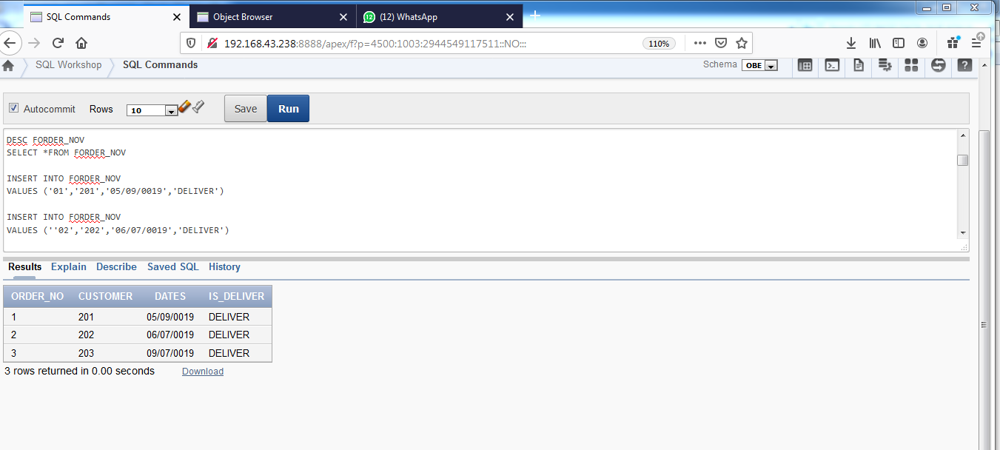 SQL Commands
Object Browser
12 (12) WhatsApp
192.168.43.238:8888/apex/f?p=4500:1003:2944549117511::NO:::
110%
SQL Workshop
SQL Commands
Schema OBE
Autocommit Rows 10 Save Run
DESC FORDER_NOV
SELECT *FROM FORDER_NOV
INSERT INTO FORDER_NOV
VALUES ('01','201','05/09/0019','DELIVER')
INSERT INTO FORDER_NOV
VALUES (''02','202','06/07/0019','DELIVER')
Results Explain Describe Saved SQL History
ORDER_NO CUSTOMER DATES IS_DELIVER
1 201 05/09/0019 DELIVER
2 202 06/07/0019 DELIVER
3 203 09/07/0019 DELIVER
3 rows returned in 0.00 seconds Download